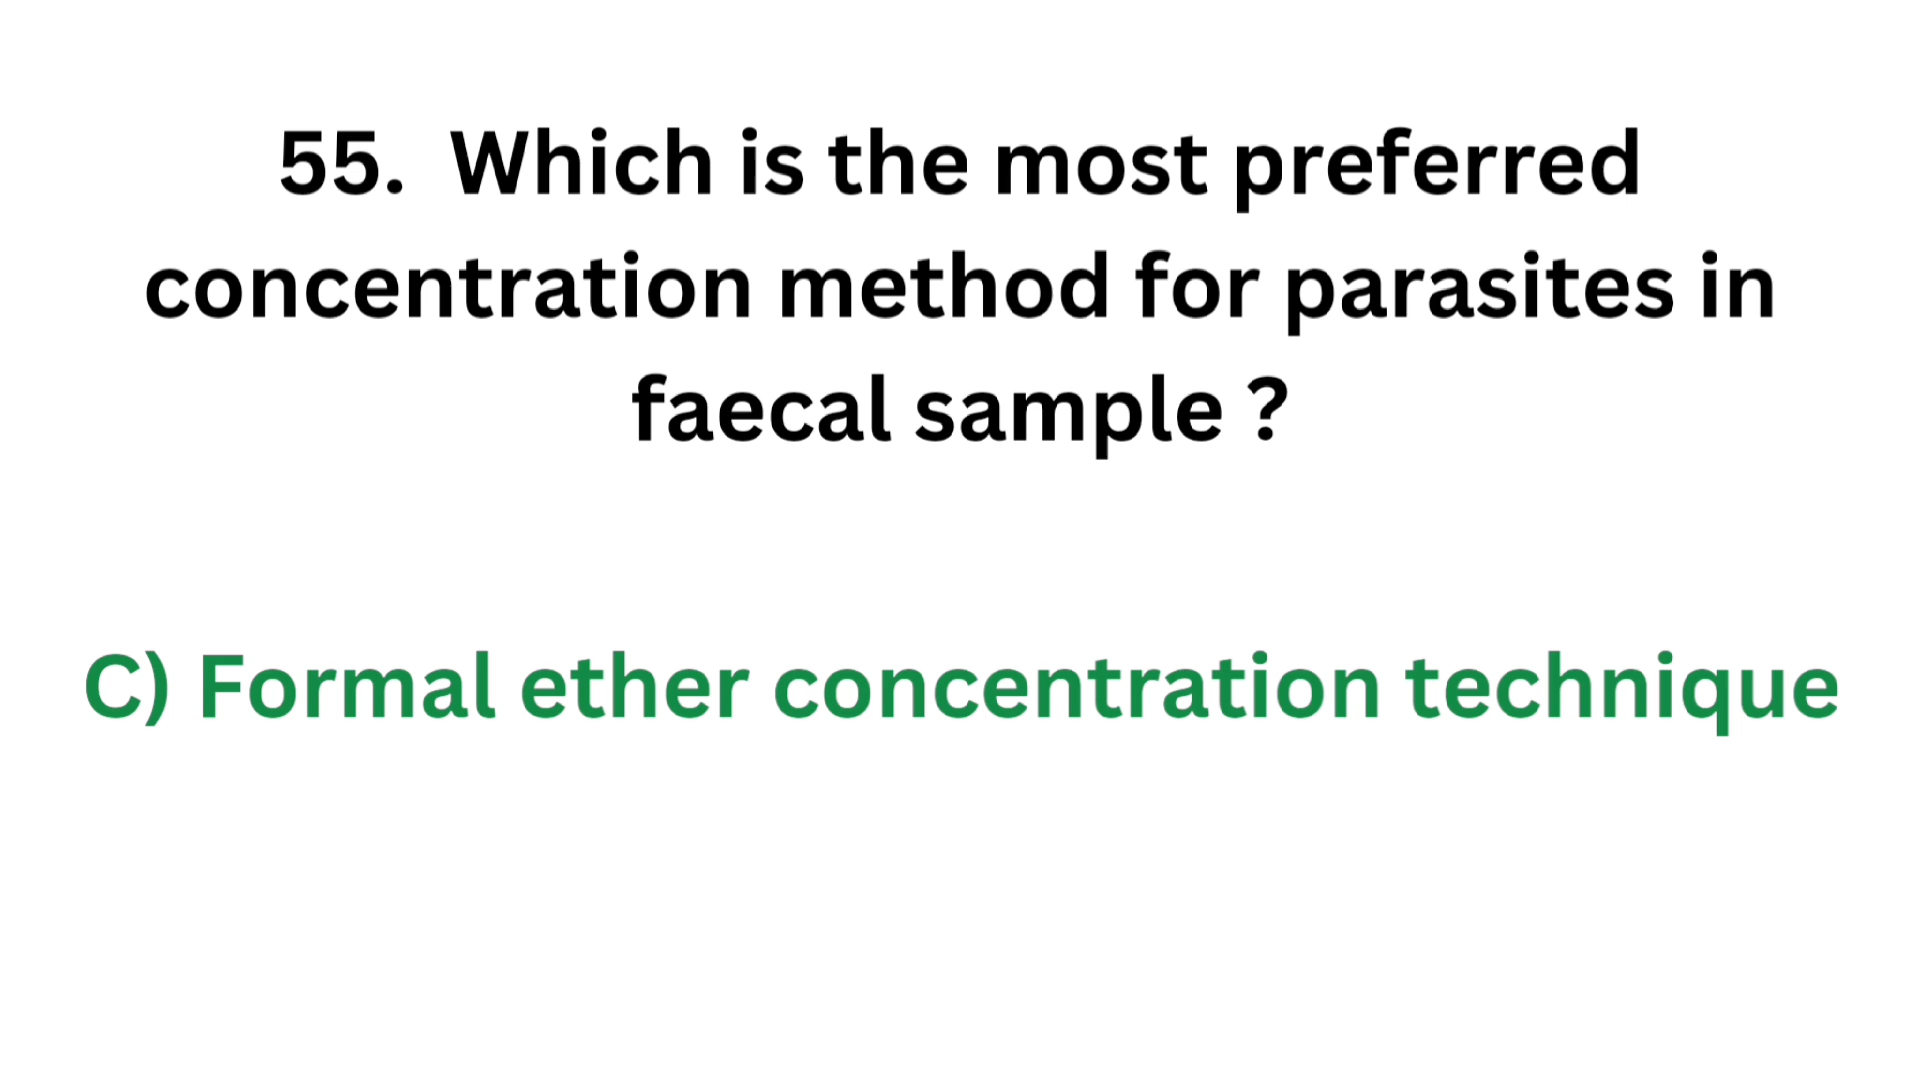 55. Which is the most preferred
concentration method for parasites in
faecal sample ?
C) Formal ether concentration technique